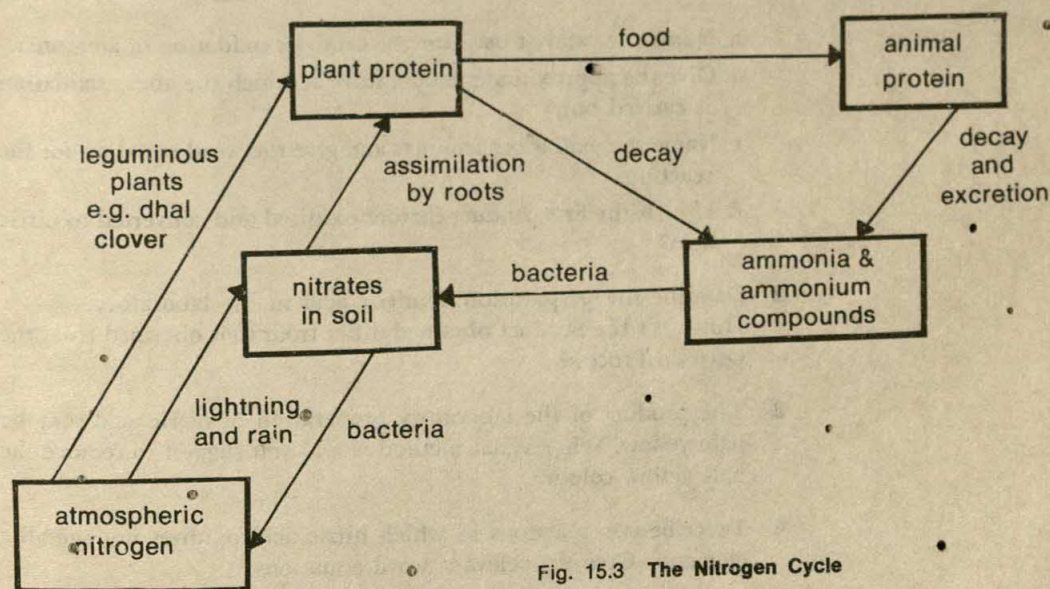 plant protein
food
animal
protein
leguminous
plants
e.g. dhal
clover
assimilation
by roots
decay
decay
and
excretion
nitrates
in soil
bacteria
ammonia &
ammonium
compounds
lightning
and rain
bacteria
atmospheric
nitrogen
Fig. 15.3 The Nitrogen Cycle